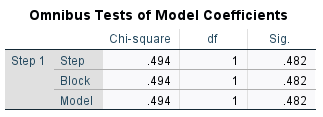 Omnibus Tests of Model Coefficients
Chi-square df Sig.
Step 1 Step .494 1 .482
Block .494 1 .482
Model .494 1 .482